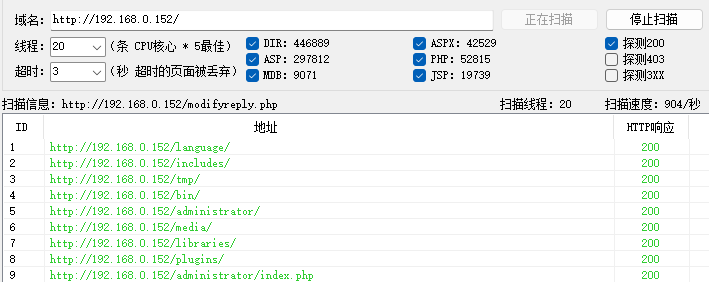 域名: http://192.168.0.152/ 正在扫描 停止扫描
线程: 20 (条 CPU核心 * 5最佳) DIR: 446889 ASPX: 42529 探测200
ASP: 297812 PHP: 52815 探测403
超时: 3 (秒 超时的页面被丢弃) MDB: 9071 JSP: 19739 探测3XX
扫描信息: http://192.168.0.152/modifyreply.php 扫描线程: 20 扫描速度: 904/秒
ID 地址 HTTP响应
1 http://192.168.0.152/language/ 200
2 http://192.168.0.152/includes/ 200
3 http://192.168.0.152/tmp/ 200
4 http://192.168.0.152/bin/ 200
5 http://192.168.0.152/administrator/ 200
6 http://192.168.0.152/media/ 200
7 http://192.168.0.152/libraries/ 200
8 http://192.168.0.152/plugins/ 200
9 http://192.168.0.152/administrator/index.php 200